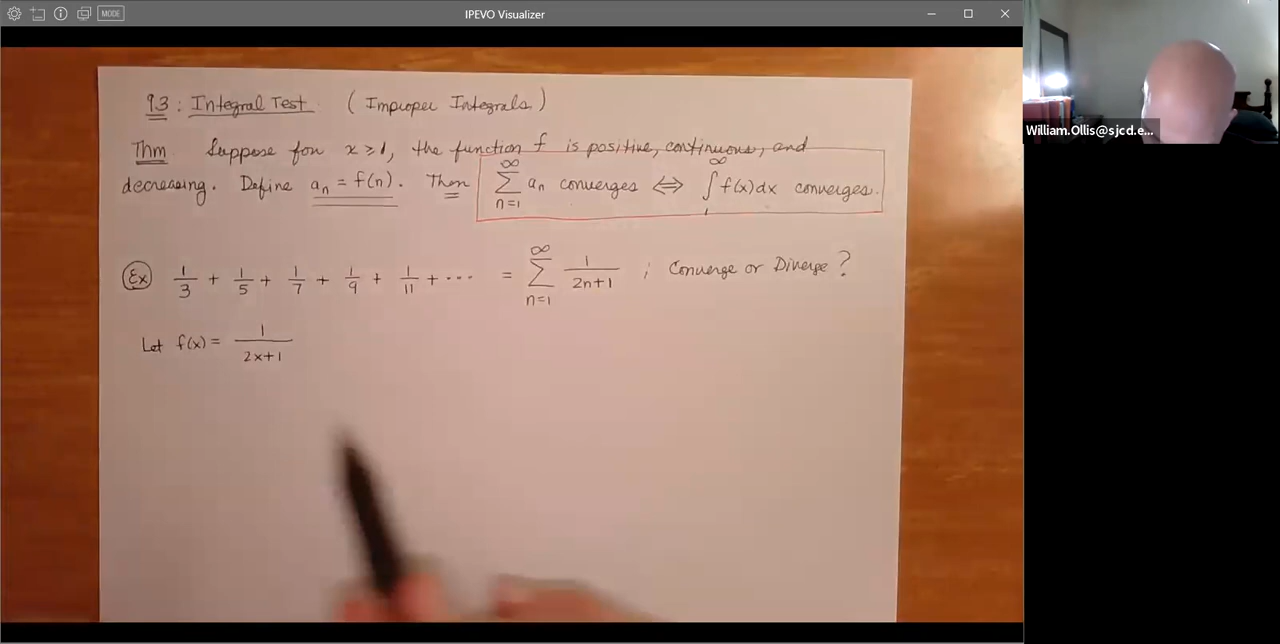 MODE
IPEVO Visualizer
William.Ollis@sjcd.e...
9.3 : Integral Test (Improper Integrals)
Thm Suppose for x ≥ 1, the function f is positive, continuous, and
decreasing. Define aₙ = f(n). Then ∞∑n=1 aₙ converges ⇔ ∫₁^∞ f(x)dx converges.
Ex 1/3 + 1/5 + 1/7 + 1/9 + 1/11 + ··· = ∞∑n=1 1/(2n+1) ; Converge or Diverge?
Let f(x) = 1/(2x+1)